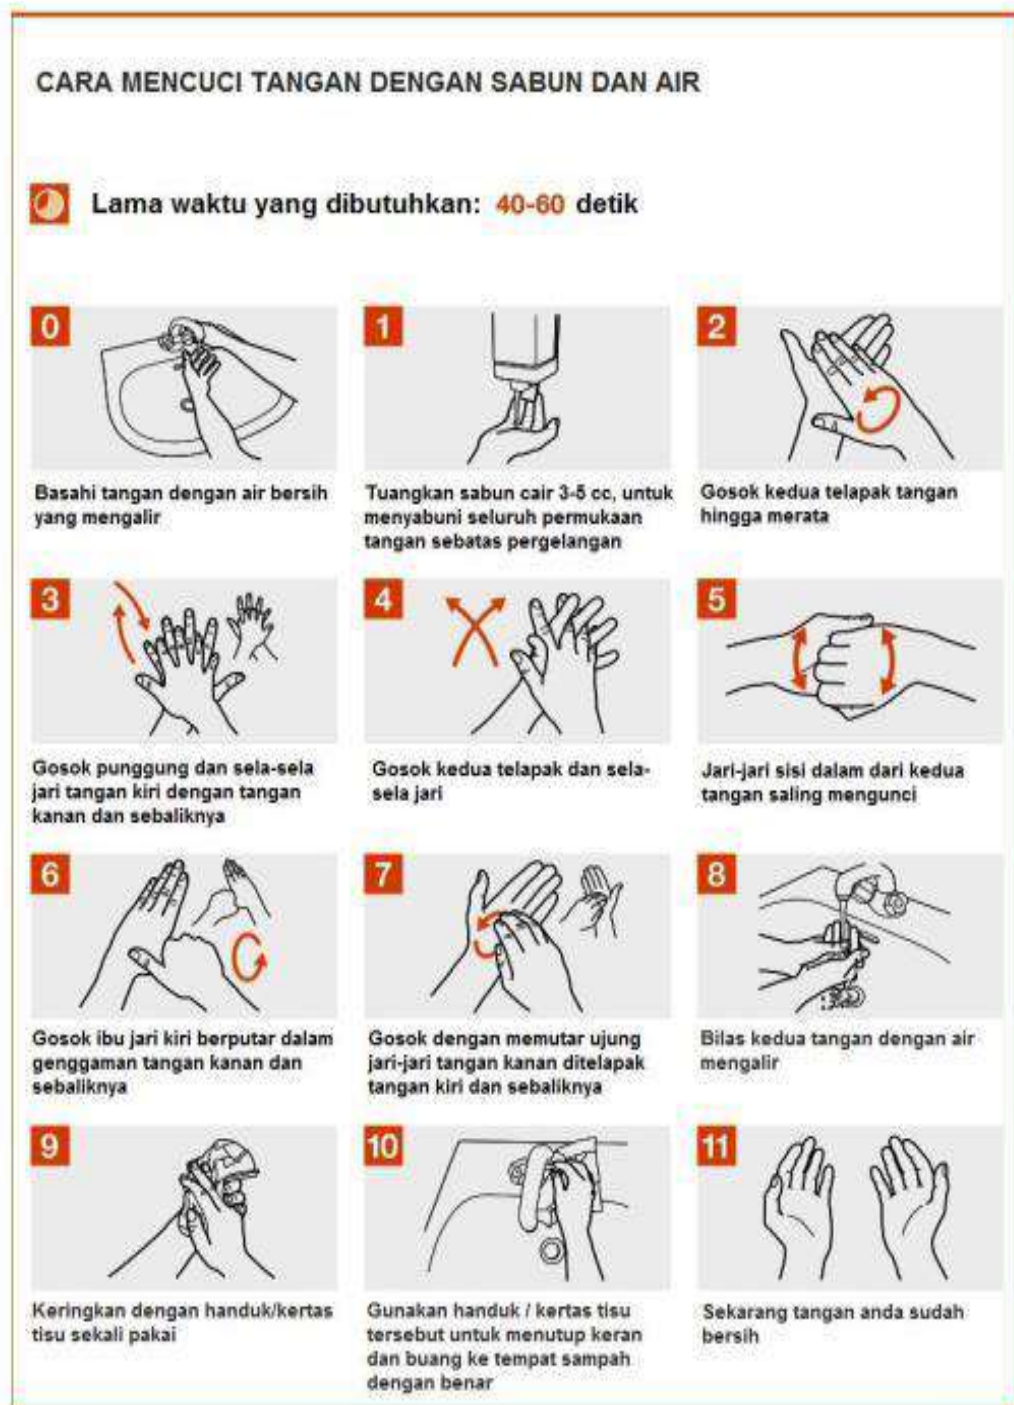 CARA MENCUCI TANGAN DENGAN SABUN DAN AIR
Lama waktu yang dibutuhkan: 40-60 detik
0
Basahi tangan dengan air bersih
yang mengalir
1
Tuangkan sabun cair 3-5 cc, untuk
menyabuni seluruh permukaan
tangan sebatas pergelangan
2
Gosok kedua telapak tangan
hingga merata
3
Gosok punggung dan sela-sela
jari tangan kiri dengan tangan
kanan dan sebaliknya
4
Gosok kedua telapak dan sela-
sela jari
5
Jari-jari sisi dalam dari kedua
tangan saling mengunci
6
Gosok ibu jari kiri berputar dalam
genggaman tangan kanan dan
sebaliknya
7
Gosok dengan memutar ujung
jari-jari tangan kanan ditelapak
tangan kiri dan sebaliknya
8
Bilas kedua tangan dengan air
mengalir
9
Keringkan dengan handuk/kertas
tisu sekali pakai
10
Gunakan handuk / kertas tisu
tersebut untuk menutup keran
dan buang ke tempat sampah
dengan benar
11
Sekarang tangan anda sudah
bersih